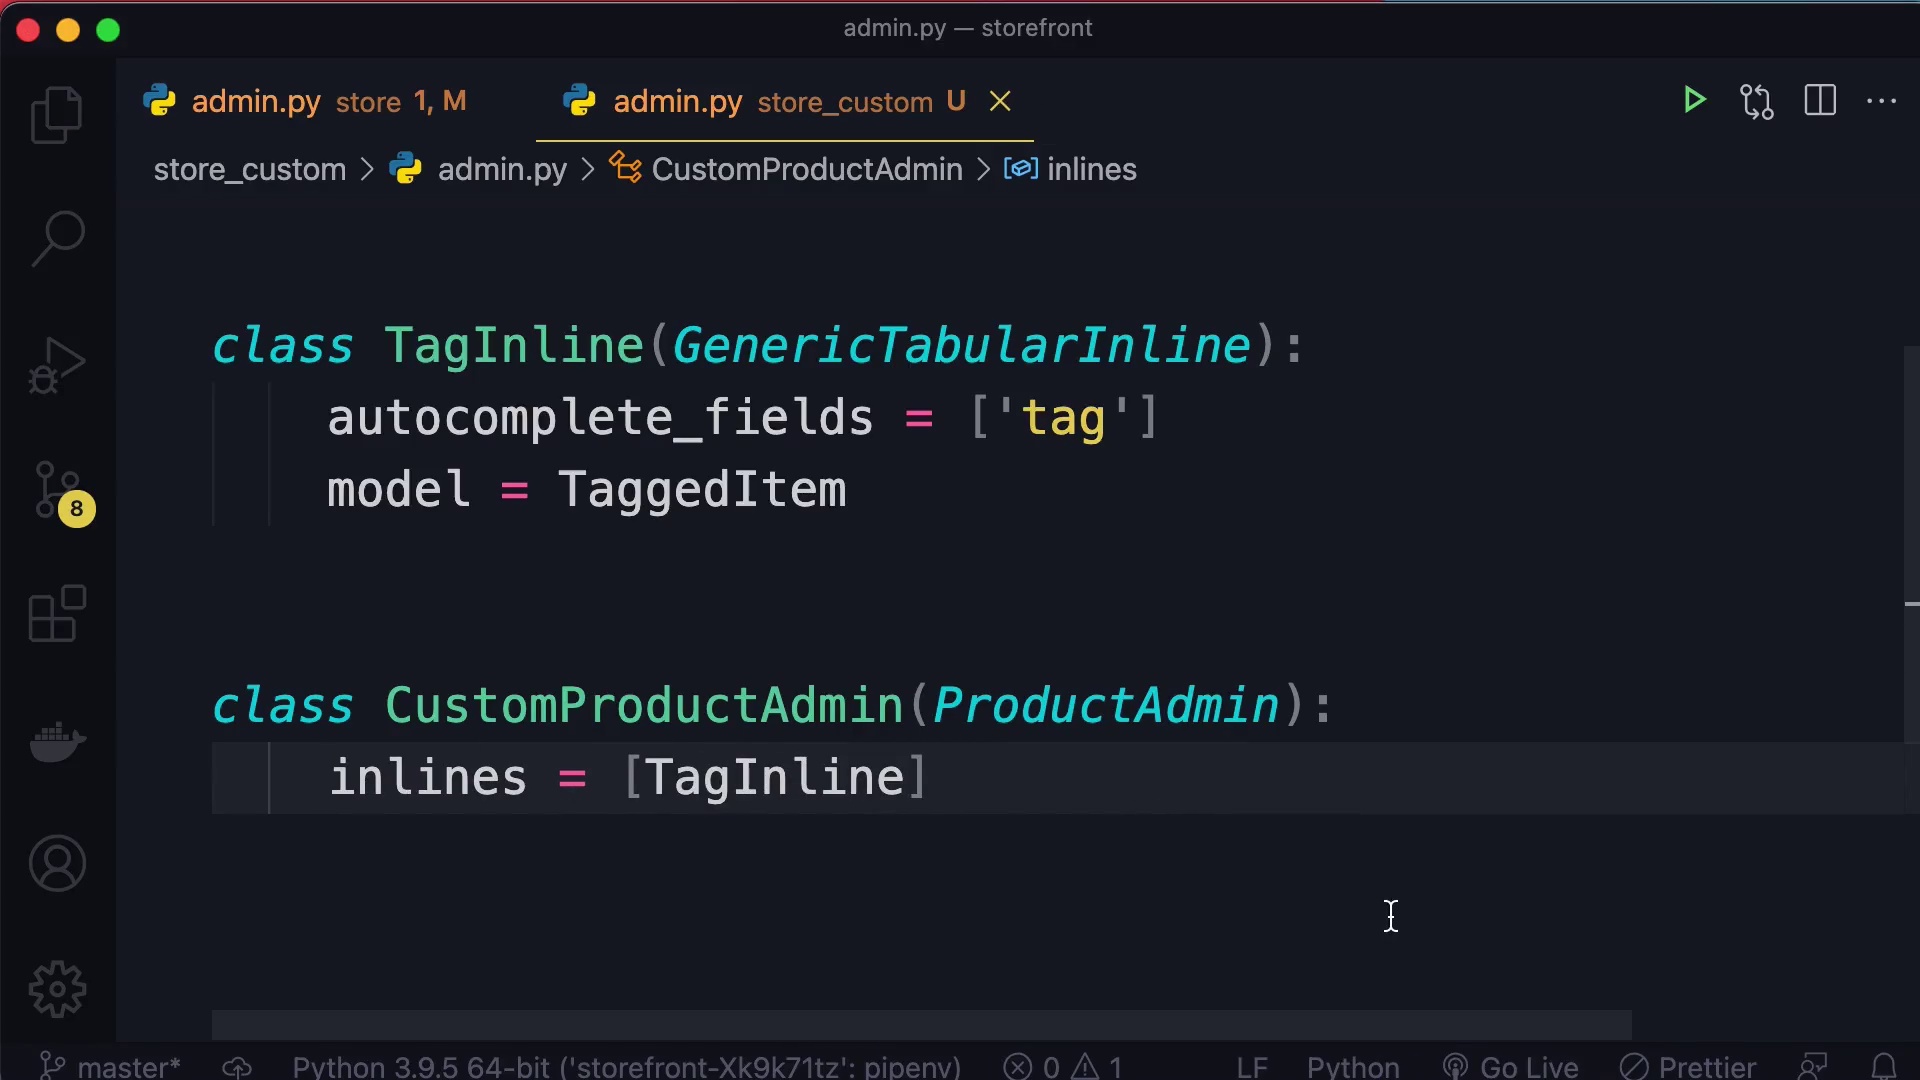 admin.py — storefront
admin.py store 1, M
admin.py store_custom U
store_custom > admin.py > CustomProductAdmin > inlines
class TagInline(GenericTabularInline):
autocomplete_fields = ['tag']
model = TaggedItem
class CustomProductAdmin(ProductAdmin):
inlines = [TagInline]
8
master* Python 3.9.5 64-bit ('storefront-Xk9k71tz': pipenv) 0 1 LF Python Go Live Prettier